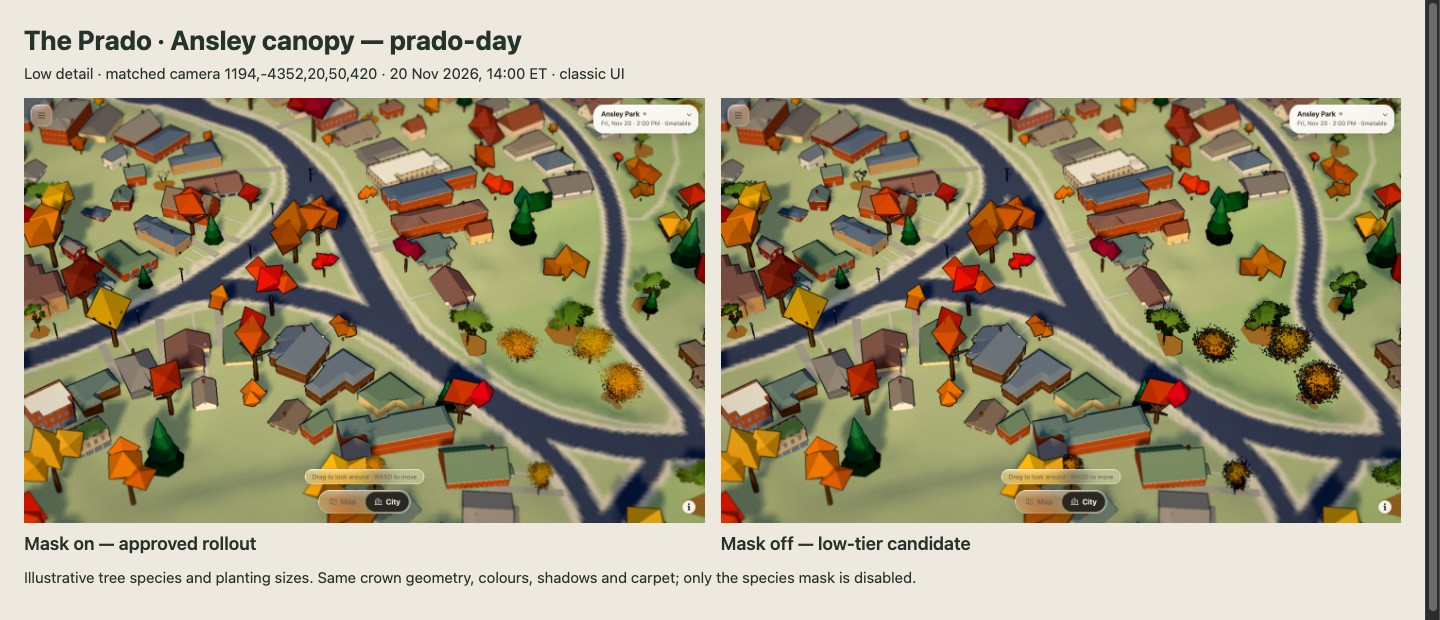 The Prado · Ansley canopy — prado-day
Low detail · matched camera 1194,-4352,20,50,420 · 20 Nov 2026, 14:00 ET · classic UI
Ansley Park
Fri, Nov 20 · 2:00 PM · timetable
Ansley Park
Fri, Nov 20 · 2:00 PM · timetable
Drag to look around · WASD to move
Drag to look around · WASD to move
Map City
Map City
Mask on — approved rollout
Mask off — low-tier candidate
Illustrative tree species and planting sizes. Same crown geometry, colours, shadows and carpet; only the species mask is disabled.